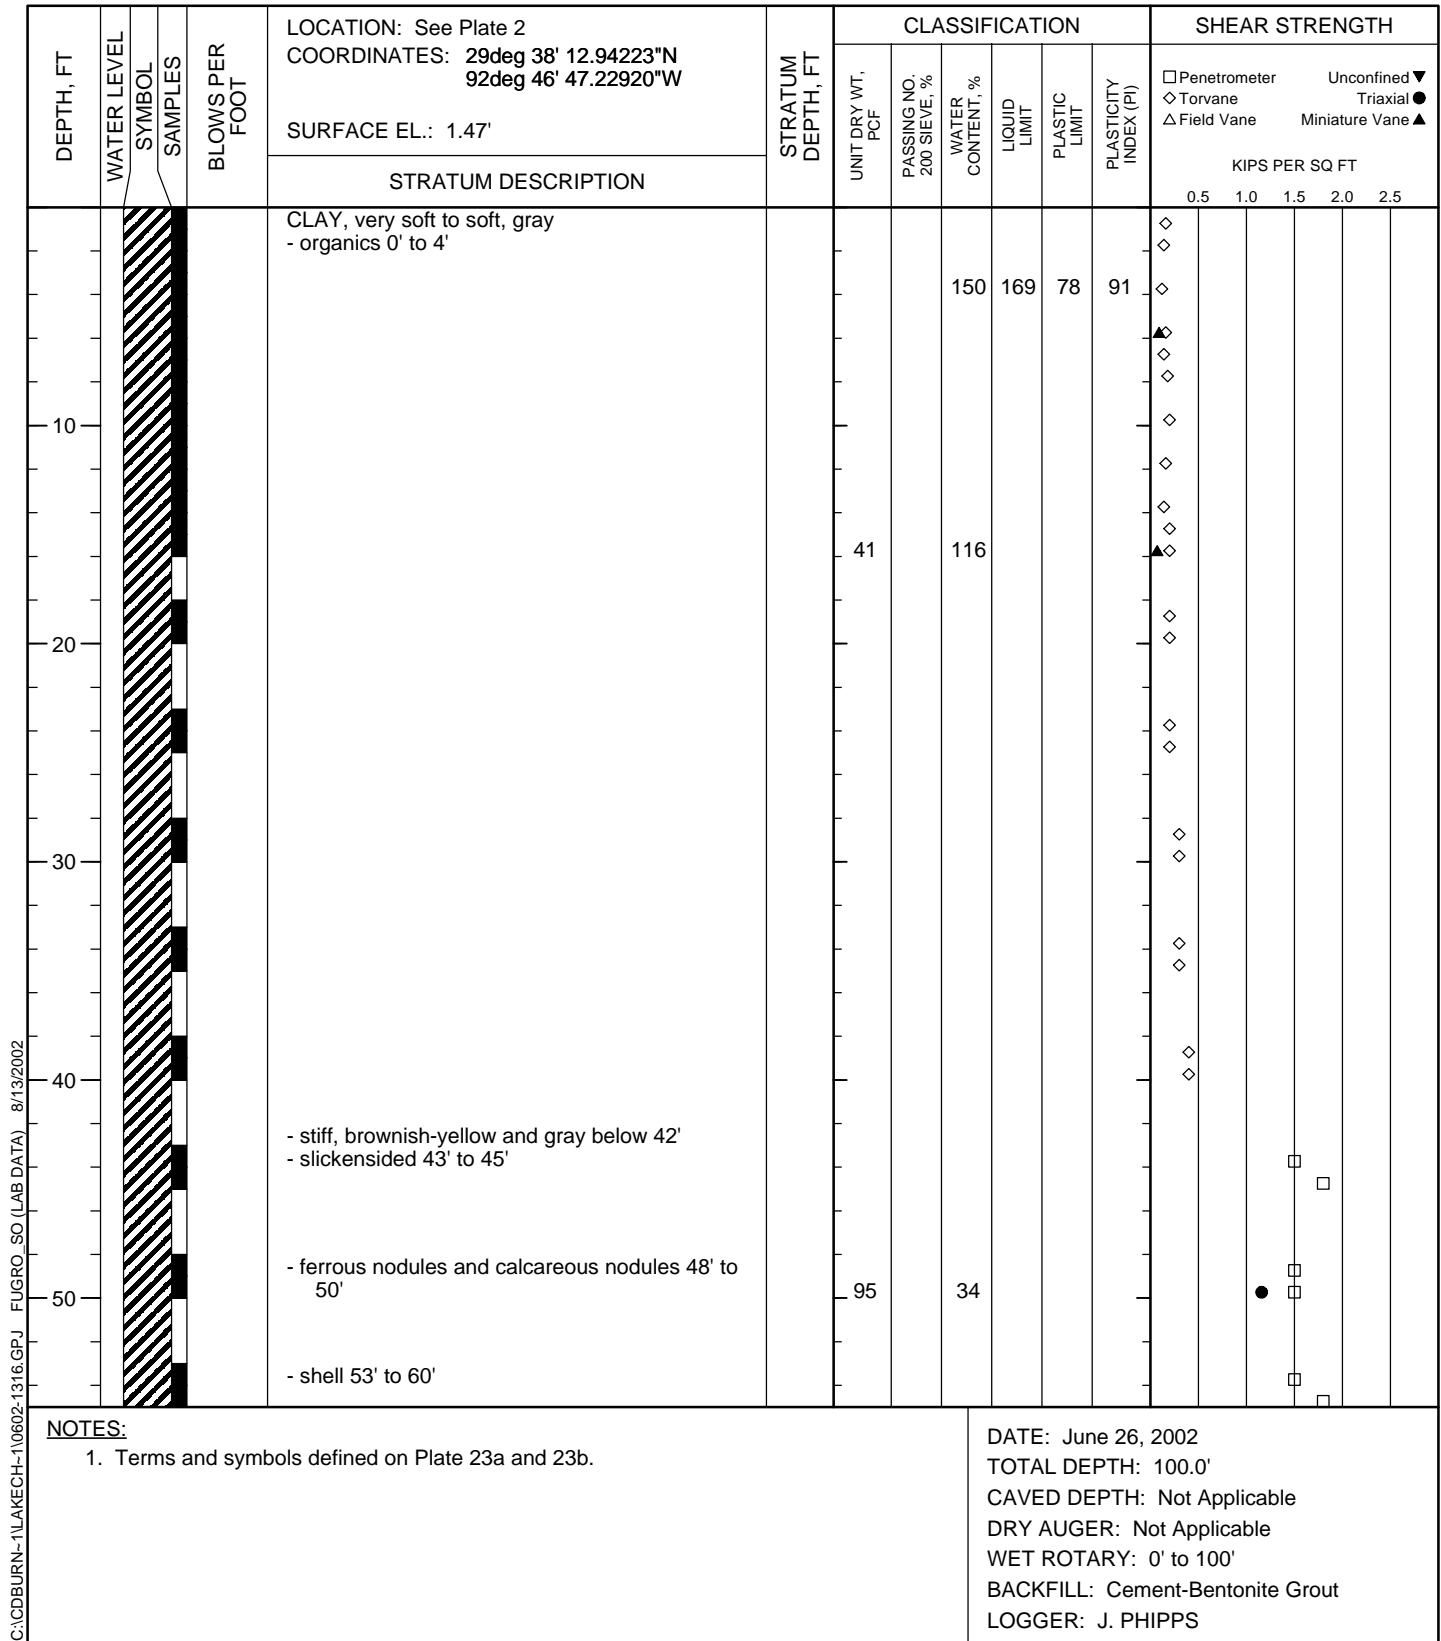 DEPTH, FT
WATER LEVEL
SYMBOL
SAMPLES
BLOWS PER
FOOT
LOCATION: See Plate 2
COORDINATES: 29deg 38' 12.94223"N
92deg 46' 47.22920"W
SURFACE EL.: 1.47'
STRATUM DESCRIPTION
STRATUM
DEPTH, FT
CLASSIFICATION
UNIT DRY WT,
PCF
PASSING NO.
200 SIEVE, %
WATER
CONTENT, %
LIQUID
LIMIT
PLASTIC
LIMIT
PLASTICITY
INDEX (PI)
SHEAR STRENGTH
Penetrometer Unconfined
Torvane Triaxial
Field Vane Miniature Vane
KIPS PER SQ FT
0.5 1.0 1.5 2.0 2.5
CLAY, very soft to soft, gray
- organics 0' to 4'
150 169 78 91
10
41 116
20
30
40
- stiff, brownish-yellow and gray below 42'
- slickensided 43' to 45'
- ferrous nodules and calcareous nodules 48' to
50'
50 95 34
- shell 53' to 60'
NOTES:
1. Terms and symbols defined on Plate 23a and 23b.
DATE: June 26, 2002
TOTAL DEPTH: 100.0'
CAVED DEPTH: Not Applicable
DRY AUGER: Not Applicable
WET ROTARY: 0' to 100'
BACKFILL: Cement-Bentonite Grout
LOGGER: J. PHIPPS
C:\CDBURN~1\LAKECH~1\0602-1316.GPJ FUGRO_SO (LAB DATA) 8/13/2002